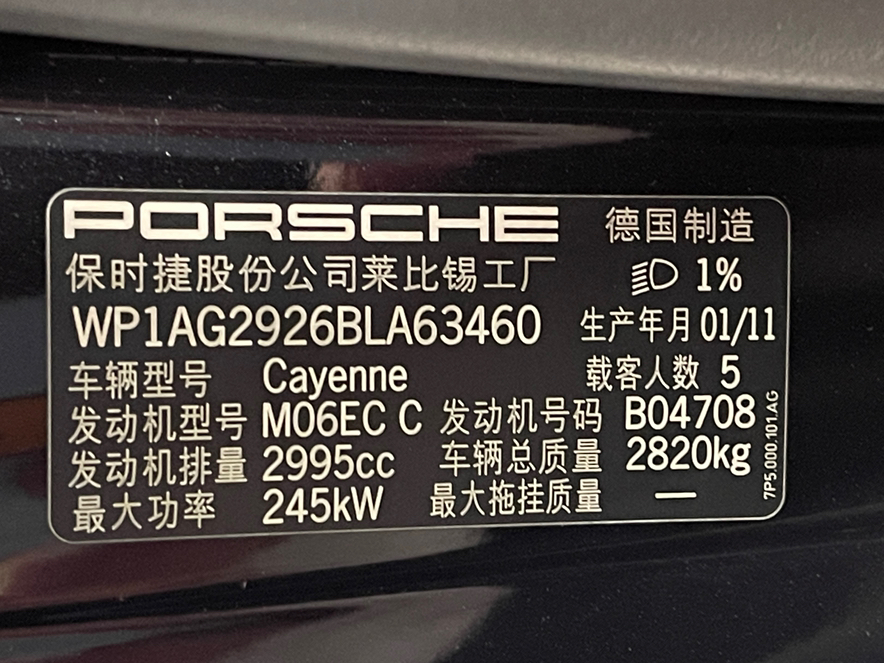 PORSCHE 德国制造
保时捷股份公司莱比锡工厂 1%
WP1AG2926BLA63460 生产年月 01/11
车辆型号 Cayenne 载客人数 5
发动机型号 M06EC C 发动机号码 B04708
发动机排量 2995cc 车辆总质量 2820kg
最大功率 245kW 最大拖挂质量 —
7P5.000.101.AG